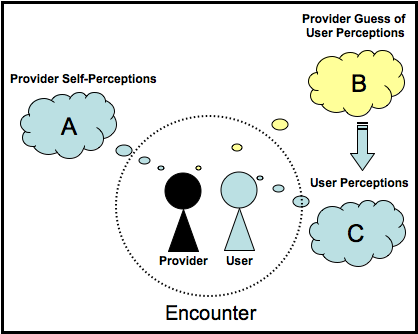 Provider Guess of
User Perceptions
Provider Self-Perceptions
A
B
User Perceptions
C
Provider
User
Encounter